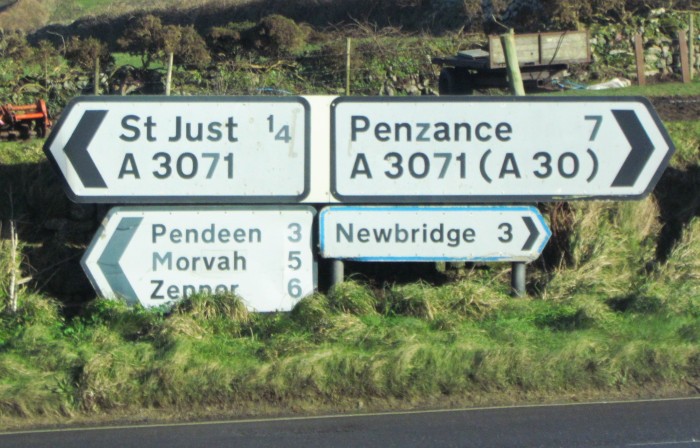 St Just ¼
A 3071
Penzance 7
A 3071 (A 30)
Pendeen 3
Morvah 5
Zennor 6
Newbridge 3